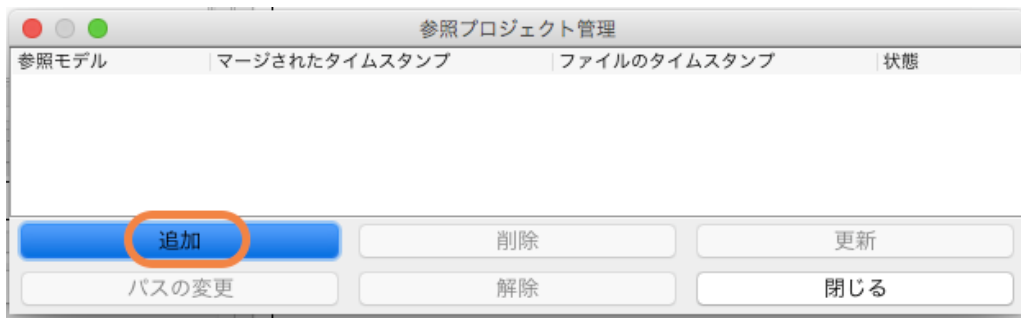 参照プロジェクト管理
参照モデル マージされたタイムスタンプ ファイルのタイムスタンプ 状態
追加 削除 更新
パスの変更 解除 閉じる